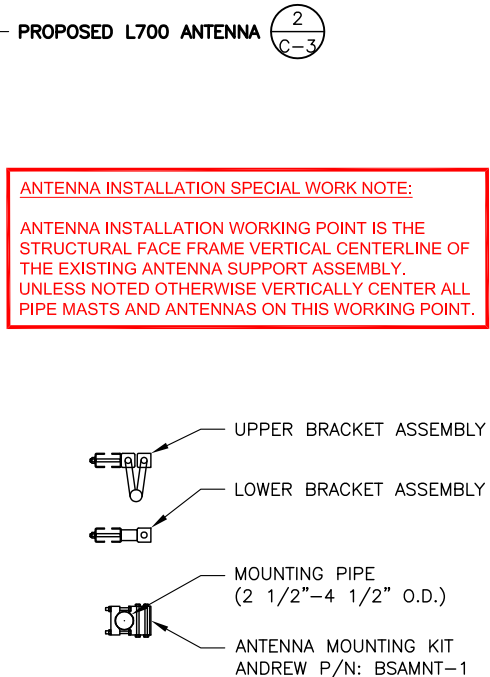 PROPOSED L700 ANTENNA
2
C-3
ANTENNA INSTALLATION SPECIAL WORK NOTE:
ANTENNA INSTALLATION WORKING POINT IS THE
STRUCTURAL FACE FRAME VERTICAL CENTERLINE OF
THE EXISTING ANTENNA SUPPORT ASSEMBLY.
UNLESS NOTED OTHERWISE VERTICALLY CENTER ALL
PIPE MASTS AND ANTENNAS ON THIS WORKING POINT.
UPPER BRACKET ASSEMBLY
LOWER BRACKET ASSEMBLY
MOUNTING PIPE
(2 1/2"-4 1/2" O.D.)
ANTENNA MOUNTING KIT
ANDREW P/N: BSAMNT-1